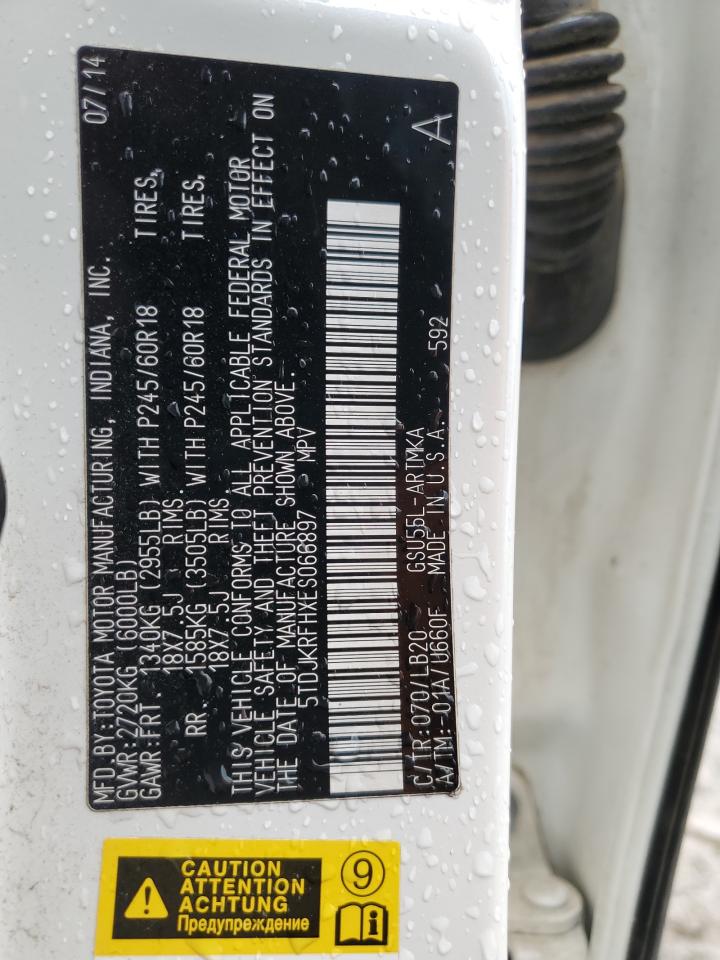 MFD.BY:TOYOTA MOTOR MANUFACTURING, INDIANA, INC. 07/14
GVWR:2720KG (6000LB)
GAWR:FRT. 1340KG (2955LB) WITH P245/60R18 TIRES,
18X7.5J RIMS.
RR 1585KG (3505LB) WITH P245/60R18 TIRES,
18X7.5J RIMS.
THIS VEHICLE CONFORMS TO ALL APPLICABLE FEDERAL MOTOR
VEHICLE SAFETY AND THEFT PREVENTION STANDARDS IN EFFECT ON
THE DATE OF MANUFACTURE SHOWN ABOVE.
5TDJKRFHXES066897 MPV
C/TR:070/LB20 GSU55L-ARTMKA
A/TM:-01A/U660F MADE IN U.S.A. 592
A
CAUTION
ATTENTION
ACHTUNG
Предупреждение
9
i